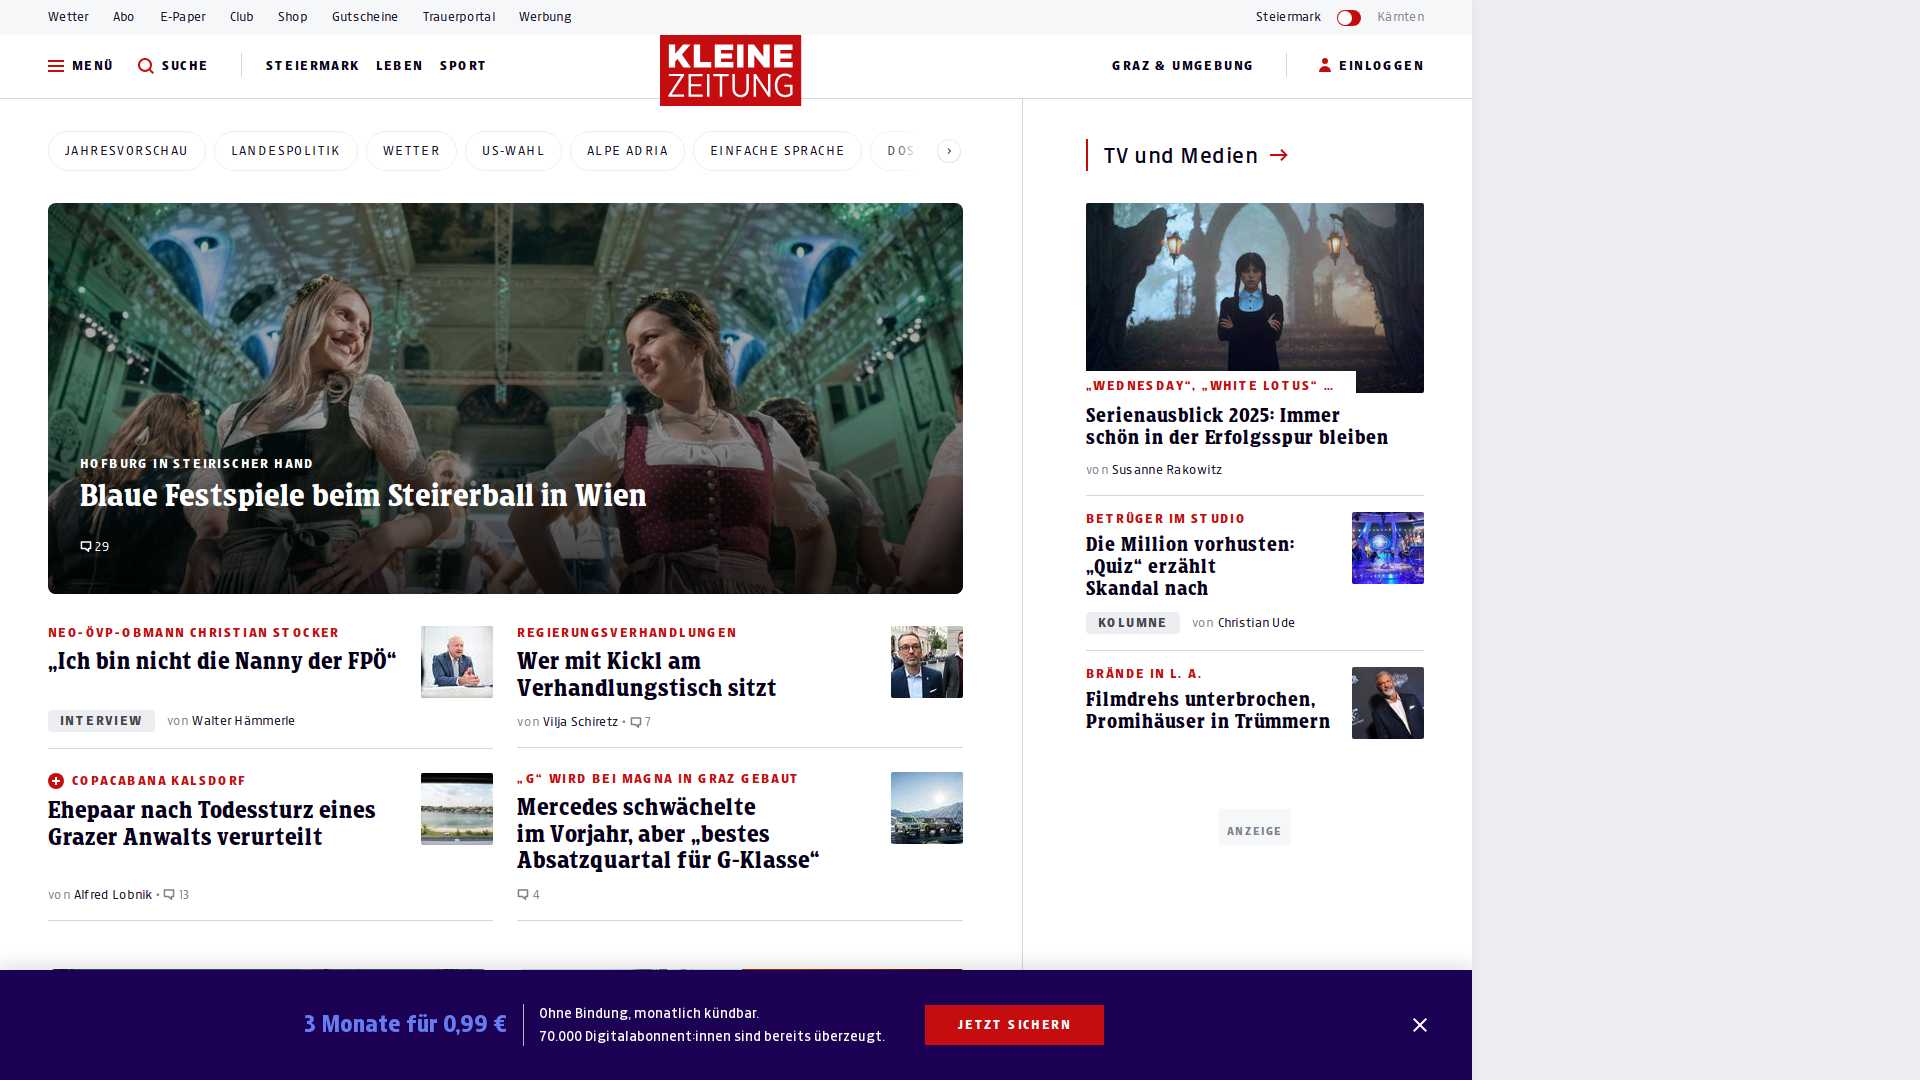 Wetter Abo E-Paper Club Shop Gutscheine Trauerportal Werbung
Steiermark Kärnten
MENÜ SUCHE STEIERMARK LEBEN SPORT
KLEINE
ZEITUNG
GRAZ & UMGEBUNG EINLOGGEN
JAHRESVORSCHAU LANDESPOLITIK WETTER US-WAHL ALPE ADRIA EINFACHE SPRACHE DOS
HOFBURG IN STEIRISCHER HAND
Blaue Festspiele beim Steirerball in Wien
29
NEO-ÖVP-OBMANN CHRISTIAN STOCKER
„Ich bin nicht die Nanny der FPÖ“
INTERVIEW von Walter Hämmerle
REGIERUNGSVERHANDLUNGEN
Wer mit Kickl am
Verhandlungstisch sitzt
von Vilja Schiretz • 7
COPACABANA KALSDORF
Ehepaar nach Todessturz eines
Grazer Anwalts verurteilt
von Alfred Lobnik • 13
„G“ WIRD BEI MAGNA IN GRAZ GEBAUT
Mercedes schwächelte
im Vorjahr, aber „bestes
Absatzquartal für G-Klasse“
4
TV und Medien
„WEDNESDAY“, „WHITE LOTUS“ …
Serienausblick 2025: Immer
schön in der Erfolgsspur bleiben
von Susanne Rakowitz
BETRÜGER IM STUDIO
Die Million vorhusten:
„Quiz“ erzählt
Skandal nach
KOLUMNE von Christian Ude
BRÄNDE IN L. A.
Filmdrehs unterbrochen,
Promihäuser in Trümmern
ANZEIGE
3 Monate für 0,99 €
Ohne Bindung, monatlich kündbar.
70.000 Digitalabonnent:innen sind bereits überzeugt.
JETZT SICHERN